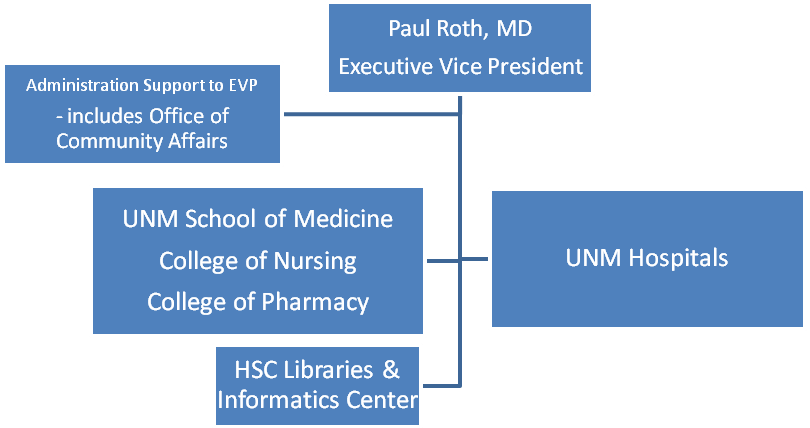 Paul Roth, MD
Executive Vice President
Administration Support to EVP
- includes Office of
Community Affairs
UNM School of Medicine
College of Nursing
College of Pharmacy
UNM Hospitals
HSC Libraries &
Informatics Center